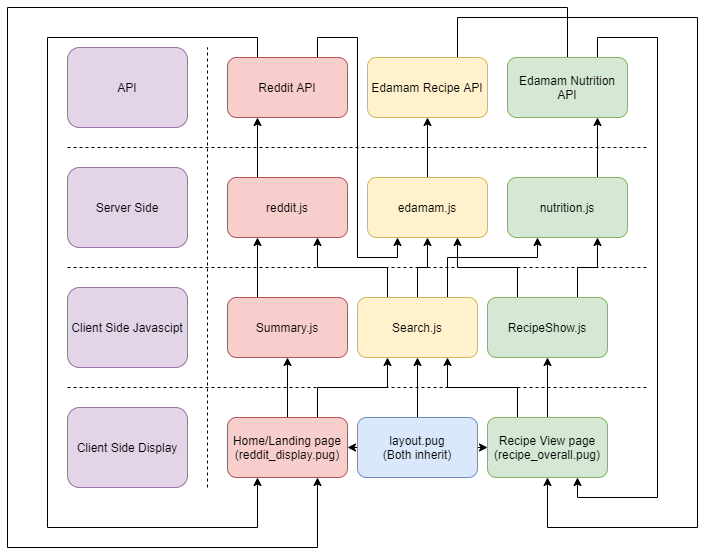 API
Reddit API
Edamam Recipe API
Edamam Nutrition
API
Server Side
reddit.js
edamam.js
nutrition.js
Client Side Javascipt
Summary.js
Search.js
RecipeShow.js
Client Side Display
Home/Landing page
(reddit_display.pug)
layout.pug
(Both inherit)
Recipe View page
(recipe_overall.pug)